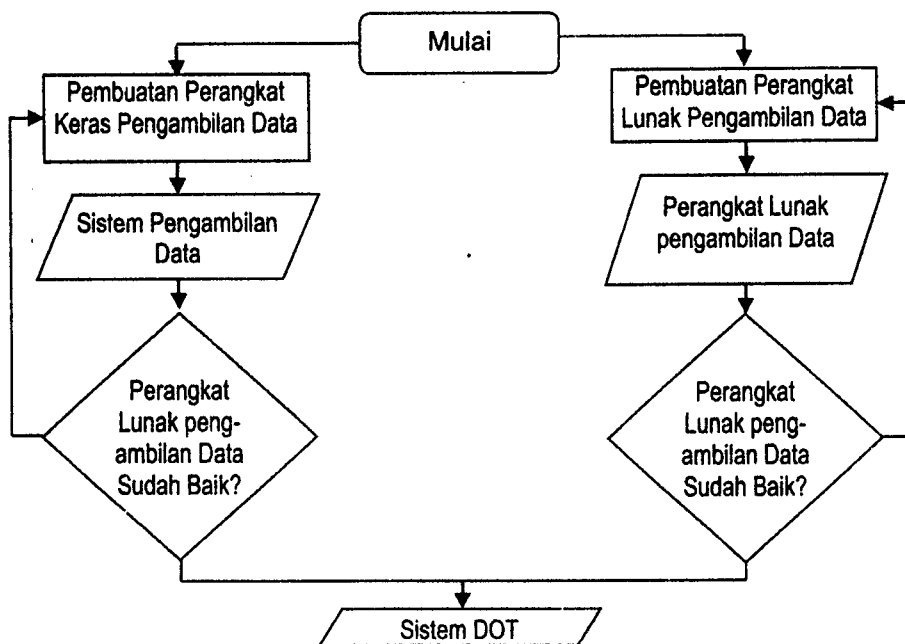 Mulai
Pembuatan Perangkat
Keras Pengambilan Data
Sistem Pengambilan
Data
Perangkat
Lunak peng-
ambilan Data
Sudah Baik?
Pembuatan Perangkat
Lunak Pengambilan Data
Perangkat Lunak
pengambilan Data
Perangkat
Lunak peng-
ambilan Data
Sudah Baik?
Sistem DOT